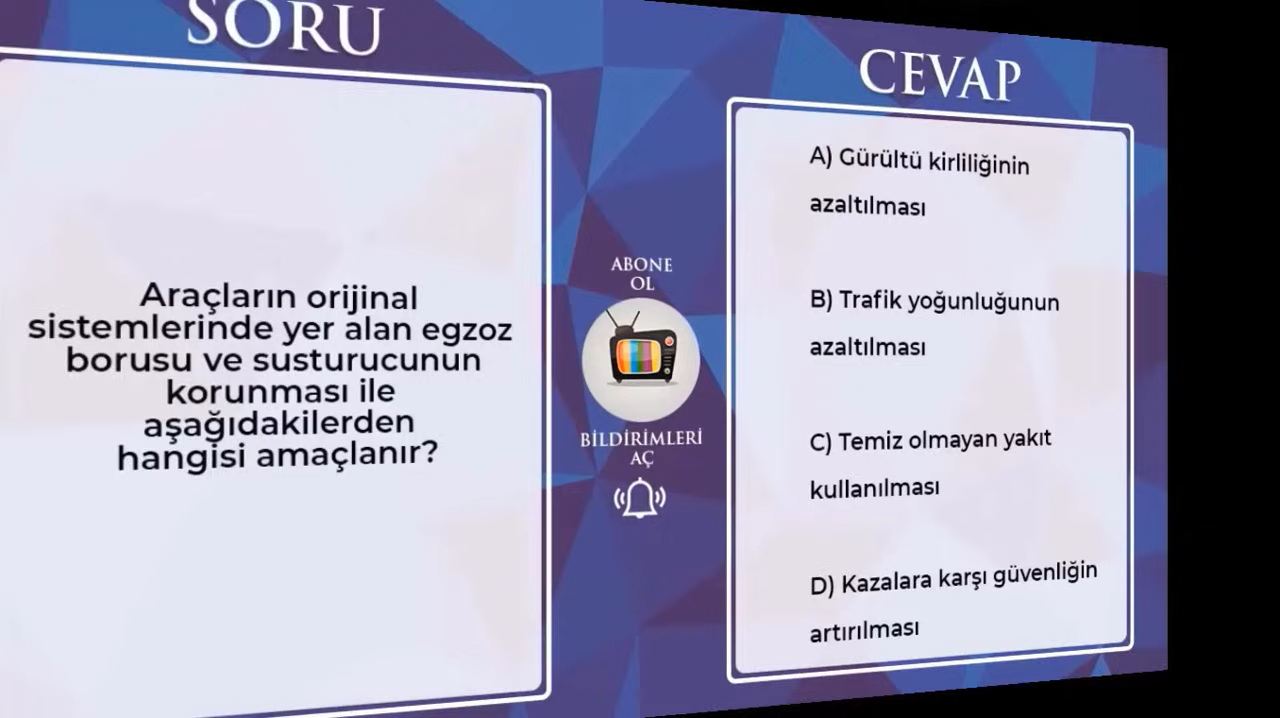 SORU
Araçların orijinal
sistemlerinde yer alan egzoz
borusu ve susturucunun
korunması ile
aşağıdakilerden
hangisi amaçlanır?
ABONE
OL
BİLDİRİMLERİ
AÇ
CEVAP
A) Gürültü kirliliğinin
azaltılması
B) Trafik yoğunluğunun
azaltılması
C) Temiz olmayan yakıt
kullanılması
D) Kazalara karşı güvenliğin
artırılması